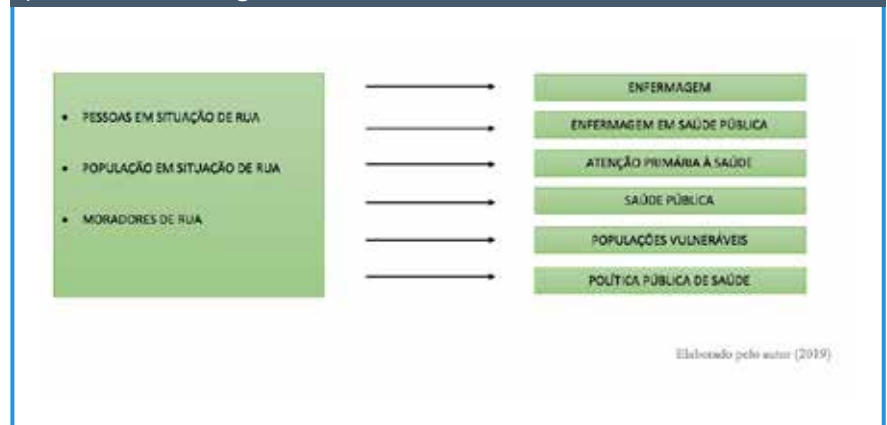 • PESSOAS EM SITUAÇÃO DE RUA
• POPULAÇÃO EM SITUAÇÃO DE RUA
• MORADORES DE RUA
ENFERMAGEM
ENFERMAGEM EM SAÚDE PÚBLICA
ATENÇÃO PRIMÁRIA À SAÚDE
SAÚDE PÚBLICA
POPULAÇÕES VULNERÁVEIS
POLÍTICA PÚBLICA DE SAÚDE
Elaborado pelo autor (2019)